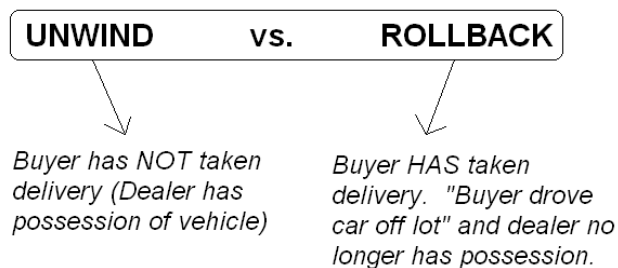 UNWIND vs. ROLLBACK
Buyer has NOT taken
delivery (Dealer has
possession of vehicle)
Buyer HAS taken
delivery. "Buyer drove
car off lot" and dealer no
longer has possession.